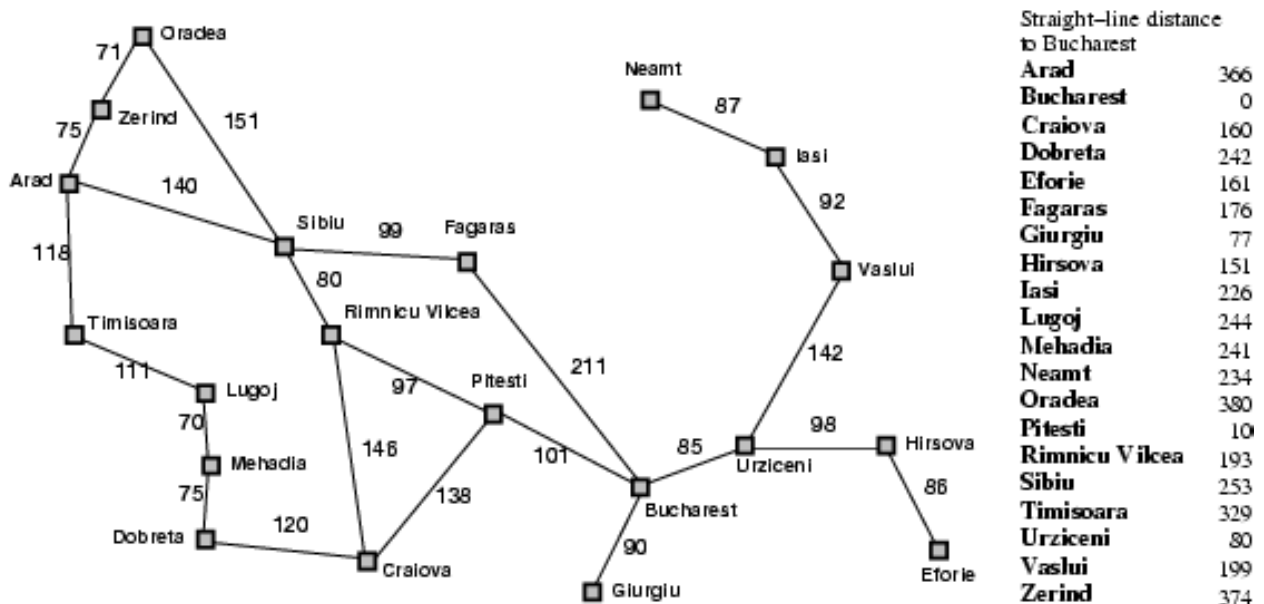 Oradea
71
Neamt
87
Zerind
151
75
Iasi
Arad
140
92
Sibiu
99
Fagaras
118
Vaslui
80
Timisoara
Rimnicu Vilcea
142
111
211
Lugoj
97
Pitesti
70
98
Hirsova
146
85
Mehadia
101
Urziceni
75
138
86
120
Bucharest
Dobreta
90
Craiova
Eforie
Giurgiu
Straight–line distance
to Bucharest
Arad 366
Bucharest 0
Craiova 160
Dobreta 242
Eforie 161
Fagaras 176
Giurgiu 77
Hirsova 151
Iasi 226
Lugoj 244
Mehadia 241
Neamt 234
Oradea 380
Pitesti 10
Rimnicu Vilcea 193
Sibiu 253
Timisoara 329
Urziceni 80
Vaslui 199
Zerind 374